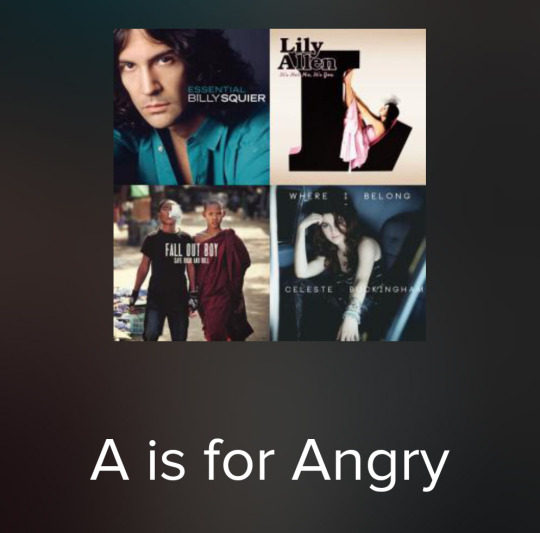 ESSENTIAL
BILLY SQUIER
Lily
Allen
It's Not Me, It's You
FALL OUT BOY
SAVE ROCK AND ROLL
WHERE I BELONG
CELESTE BUCKINGHAM
A is for Angry